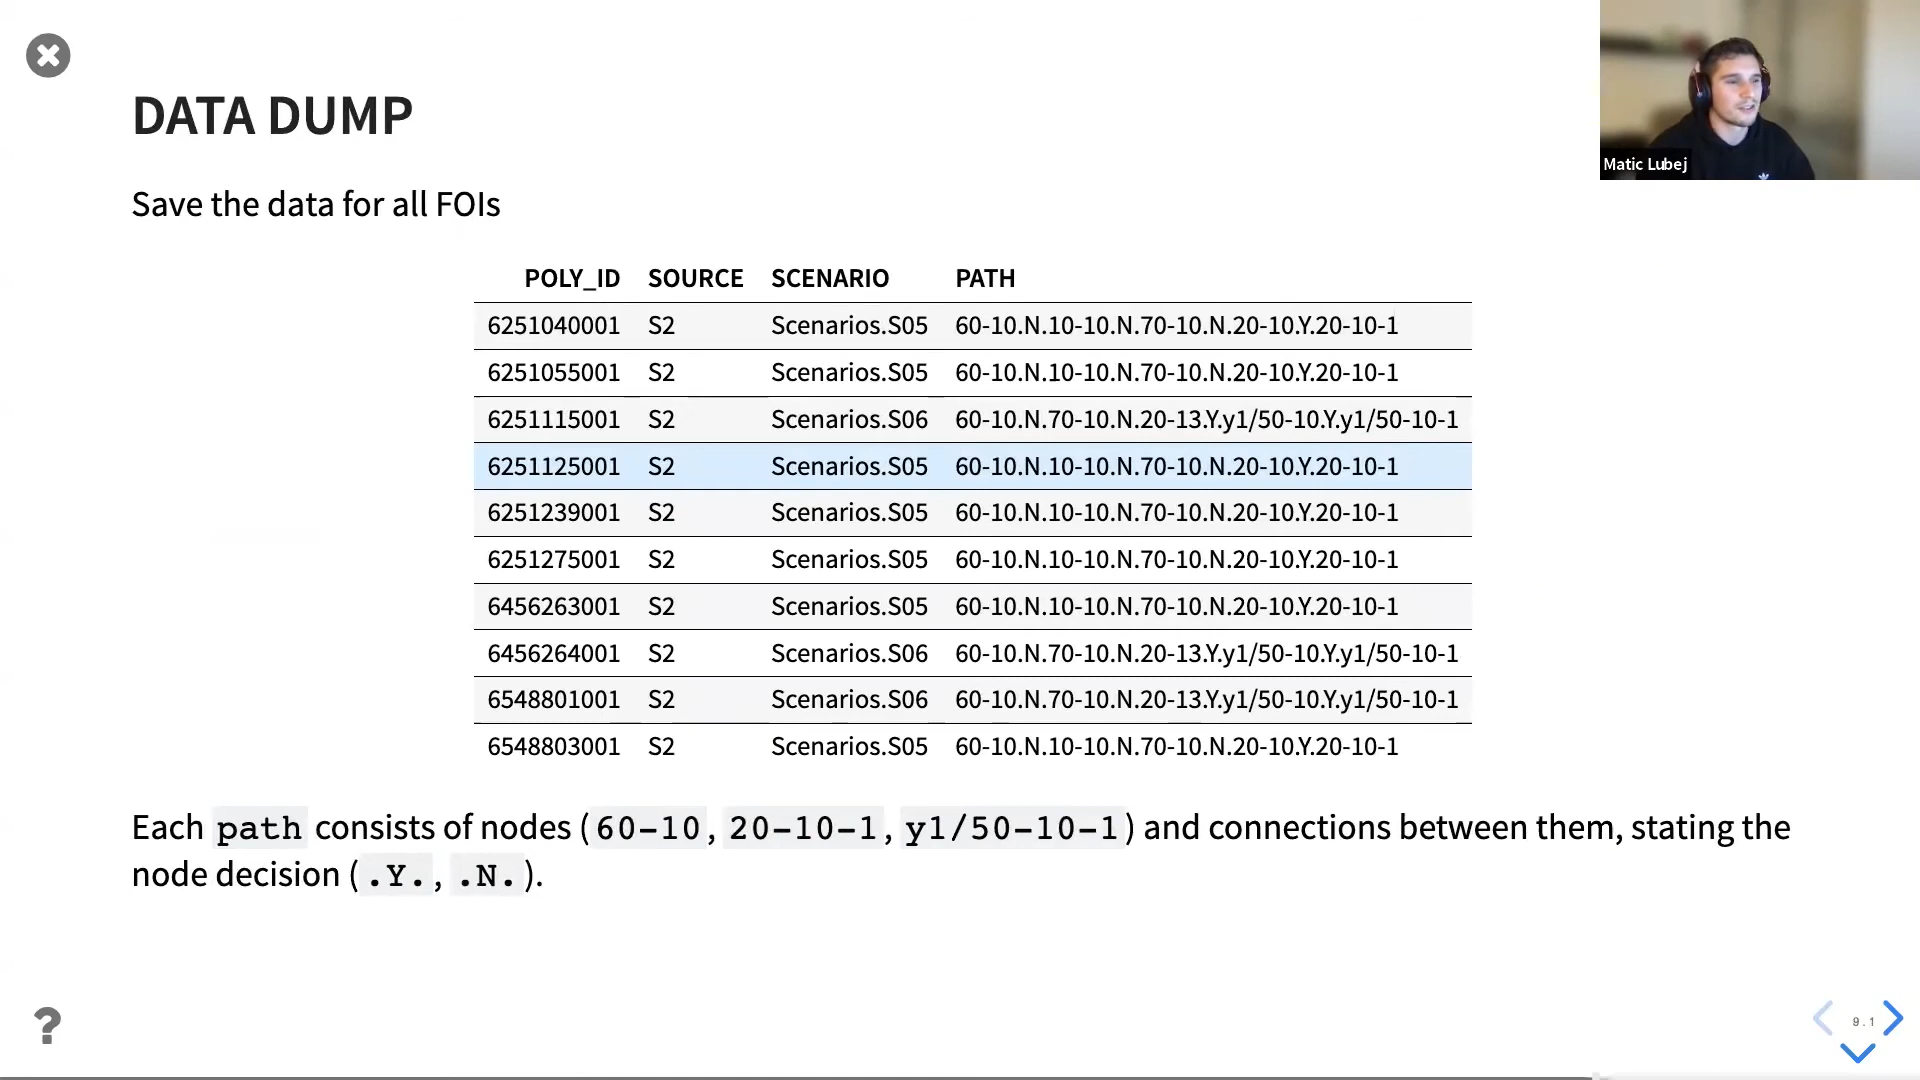 DATA DUMP
Matic Lubej
Save the data for all FOIs
POLY_ID SOURCE SCENARIO PATH
6251040001 S2 Scenarios.S05 60-10.N.10-10.N.70-10.N.20-10.Y.20-10-1
6251055001 S2 Scenarios.S05 60-10.N.10-10.N.70-10.N.20-10.Y.20-10-1
6251115001 S2 Scenarios.S06 60-10.N.70-10.N.20-13.Y.y1/50-10.Y.y1/50-10-1
6251125001 S2 Scenarios.S05 60-10.N.10-10.N.70-10.N.20-10.Y.20-10-1
6251239001 S2 Scenarios.S05 60-10.N.10-10.N.70-10.N.20-10.Y.20-10-1
6251275001 S2 Scenarios.S05 60-10.N.10-10.N.70-10.N.20-10.Y.20-10-1
6456263001 S2 Scenarios.S05 60-10.N.10-10.N.70-10.N.20-10.Y.20-10-1
6456264001 S2 Scenarios.S06 60-10.N.70-10.N.20-13.Y.y1/50-10.Y.y1/50-10-1
6548801001 S2 Scenarios.S06 60-10.N.70-10.N.20-13.Y.y1/50-10.Y.y1/50-10-1
6548803001 S2 Scenarios.S05 60-10.N.10-10.N.70-10.N.20-10.Y.20-10-1
Each path consists of nodes (60-10, 20-10-1, y1/50-10-1) and connections between them, stating the
node decision (.Y., .N.).
?
9.1